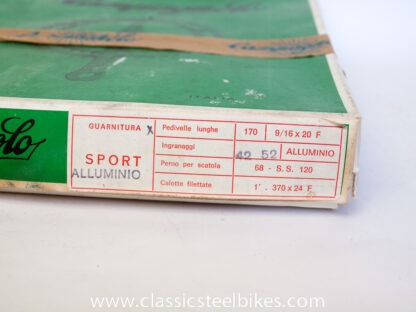 GUARNITURA X
SPORT
ALLUMINIO
Pedivelle lunghe 170 9/16 x 20 F
Ingranaggi 42 52 ALLUMINIO
Perno per scatola 68 - S.S. 120
Calotte filettate 1' . 370 x 24 F
www.classicsteelbikes.com